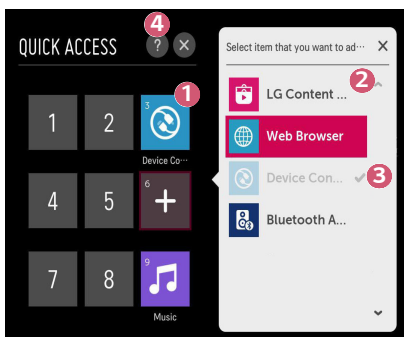 4
QUICK ACCESS ? ×
1 2 3 1
Device Co···
4 5 6 +
7 8 9
Music
Select item that you want to ad··· ×
2
LG Content ...
Web Browser
Device Con... ✓ 3
Bluetooth A...